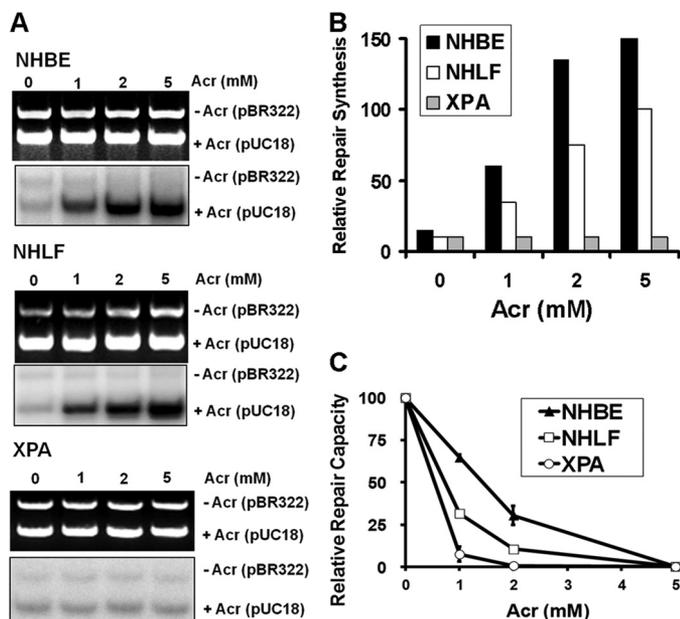 A
NHBE
0 1 2 5 Acr (mM)
- Acr (pBR322)
+ Acr (pUC18)
- Acr (pBR322)
+ Acr (pUC18)
NHLF
0 1 2 5 Acr (mM)
- Acr (pBR322)
+ Acr (pUC18)
- Acr (pBR322)
+ Acr (pUC18)
XPA
0 1 2 5 Acr (mM)
- Acr (pBR322)
+ Acr (pUC18)
- Acr (pBR322)
+ Acr (pUC18)
B
Relative Repair Synthesis
150
100
50
0
NHBE
NHLF
XPA
0 1 2 5
Acr (mM)
C
Relative Repair Capacity
100
75
50
25
0
NHBE
NHLF
XPA
0 1 2 3 4 5
Acr (mM)